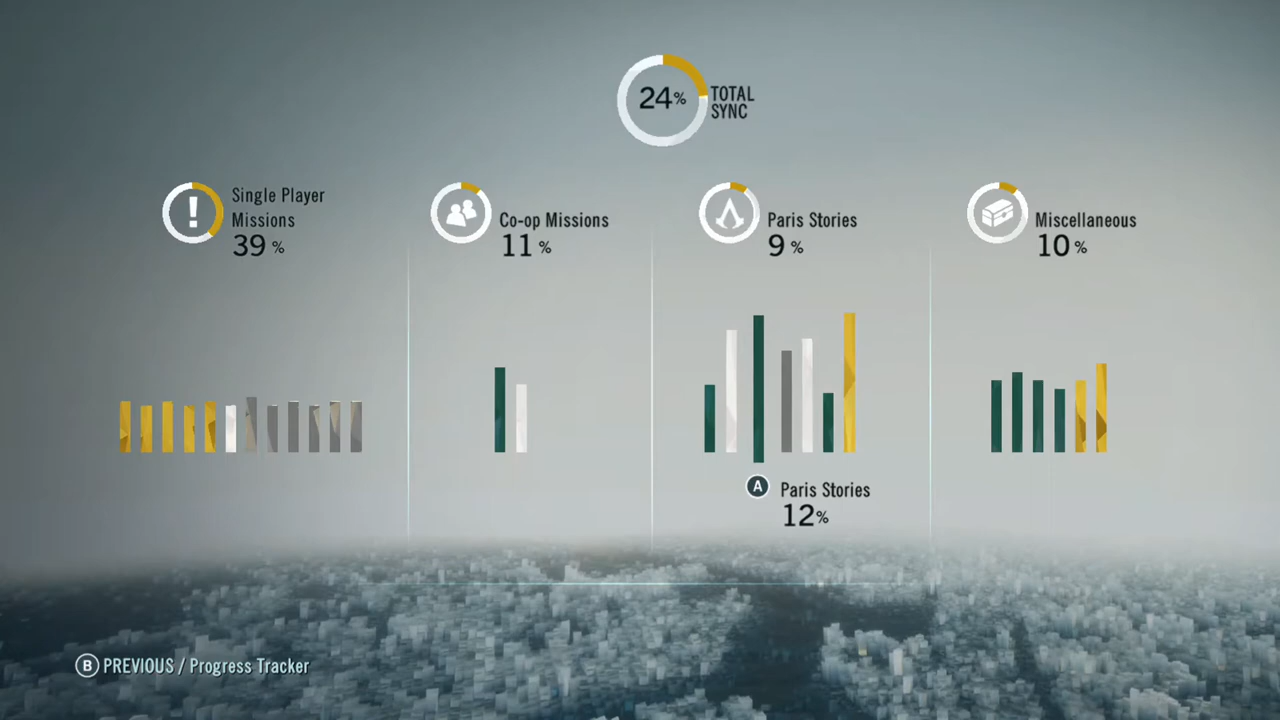 24%
TOTAL
SYNC
Single Player
Missions
39 %
Co-op Missions
11 %
Paris Stories
9 %
Miscellaneous
10 %
A Paris Stories
12%
B PREVIOUS / Progress Tracker